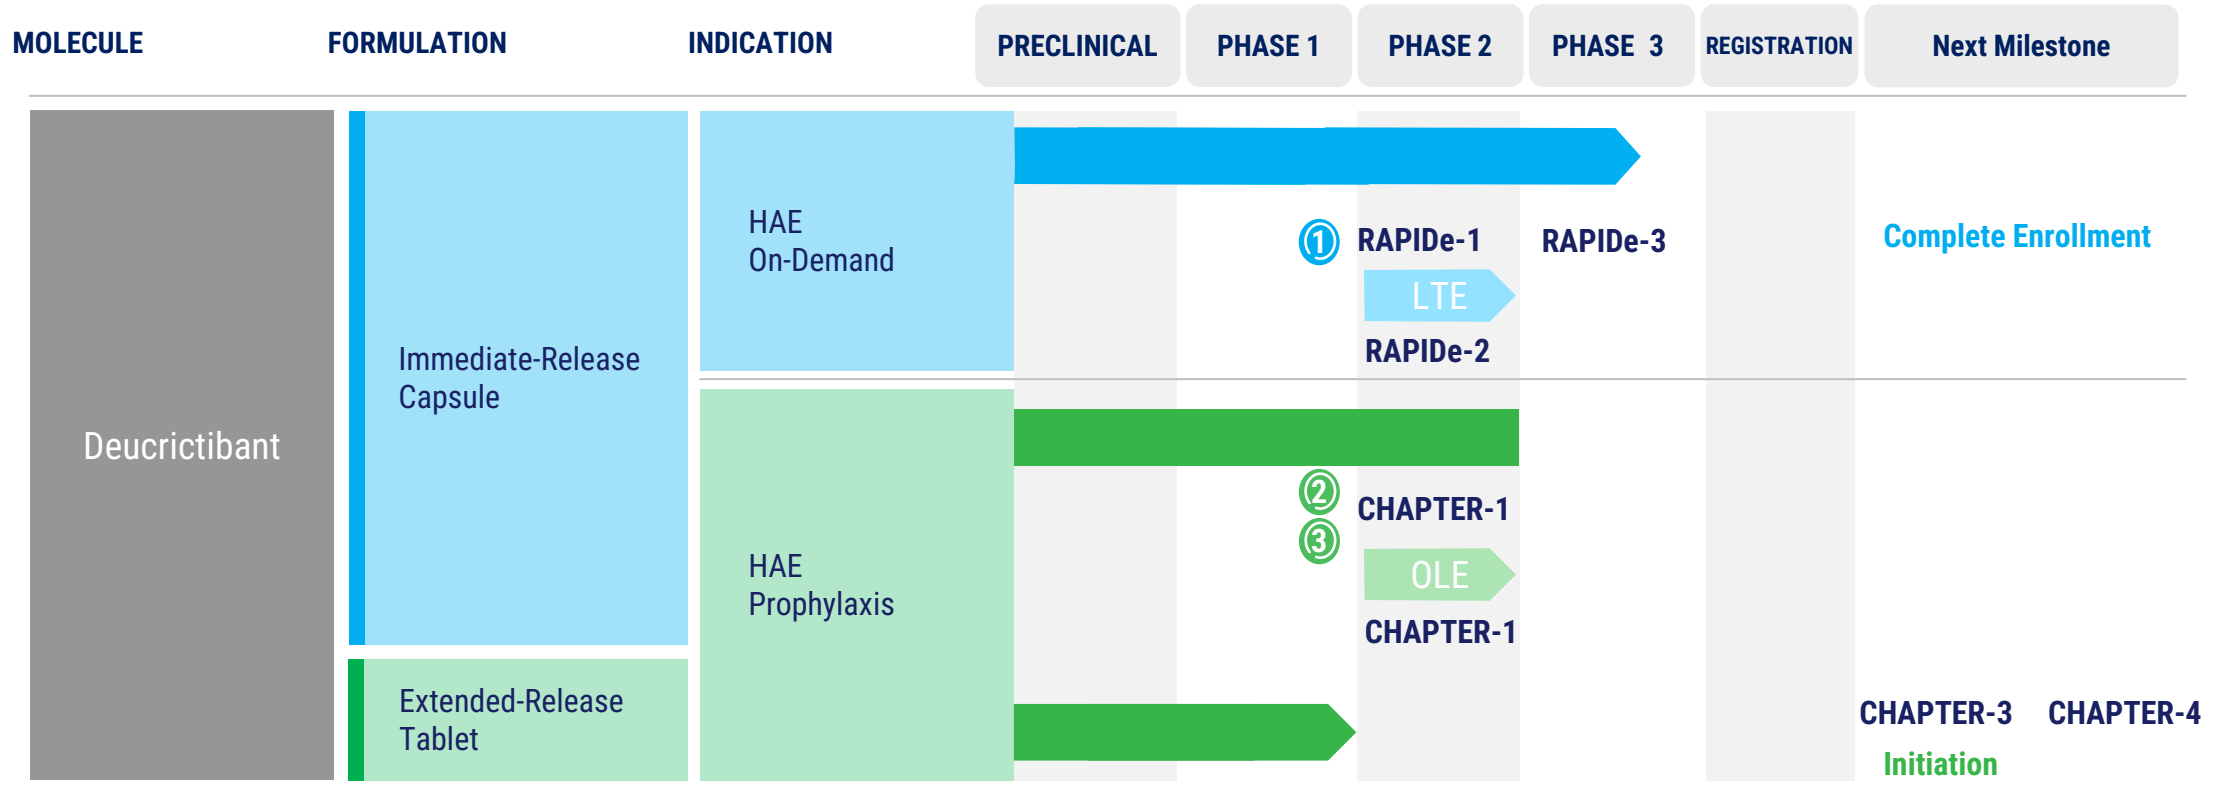 MOLECULE
FORMULATION
INDICATION
PRECLINICAL
PHASE 1
PHASE 2
PHASE 3
REGISTRATION
Next Milestone
Deucrictibant
Immediate-Release
Capsule
HAE
On-Demand
① RAPIDe-1
RAPIDe-3
Complete Enrollment
LTE
RAPIDe-2
HAE
Prophylaxis
②
③
CHAPTER-1
OLE
CHAPTER-1
Extended-Release
Tablet
CHAPTER-3 CHAPTER-4
Initiation